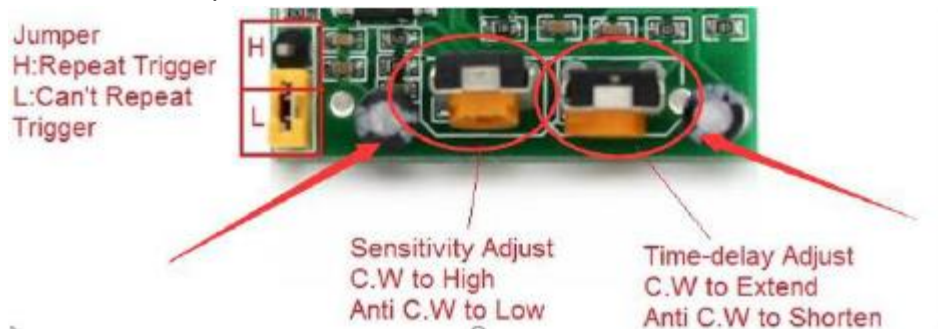 Jumper
H:Repeat Trigger
L:Can't Repeat
Trigger
H
L
Sensitivity Adjust
C.W to High
Anti C.W to Low
Time-delay Adjust
C.W to Extend
Anti C.W to Shorten